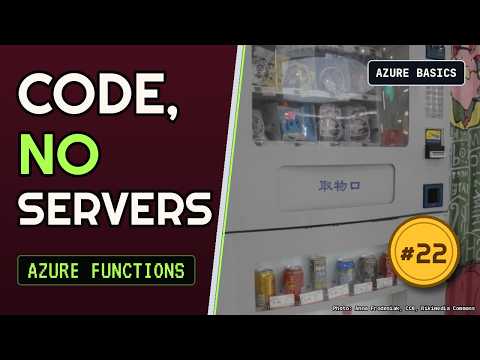 CODE,
NO
SERVERS
AZURE FUNCTIONS
AZURE BASICS
取物口
#22
Photo: Anna Frodesiak, CC0, Wikimedia Commons